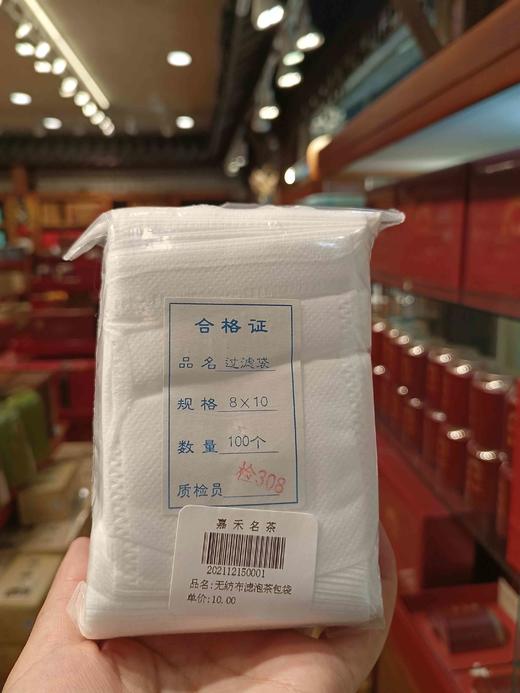 合格证
品名 过滤袋
规格 8×10
数量 100个
质检员 检308
嘉禾名茶
202112150001
品名:无纺布滤泡茶包袋
单价:10.00